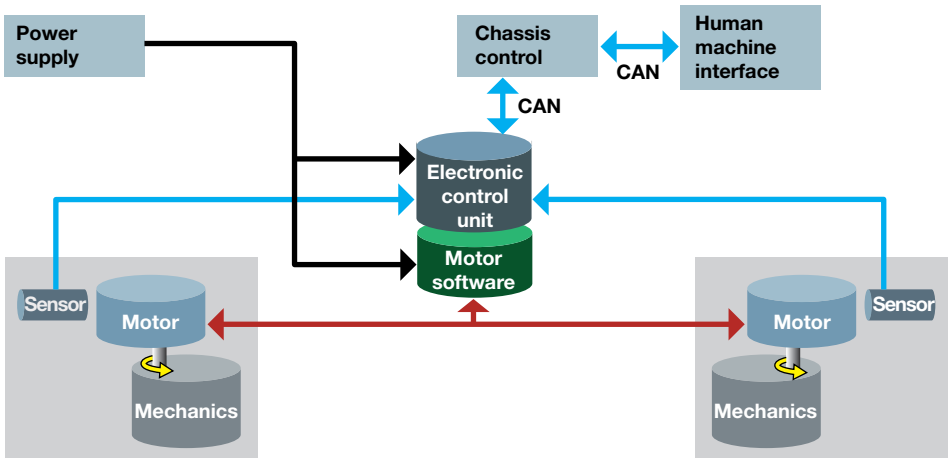 Power
supply
Chassis
control
CAN
Human
machine
interface
CAN
Electronic
control
unit
Motor
software
Sensor
Motor
Mechanics
Motor
Sensor
Mechanics